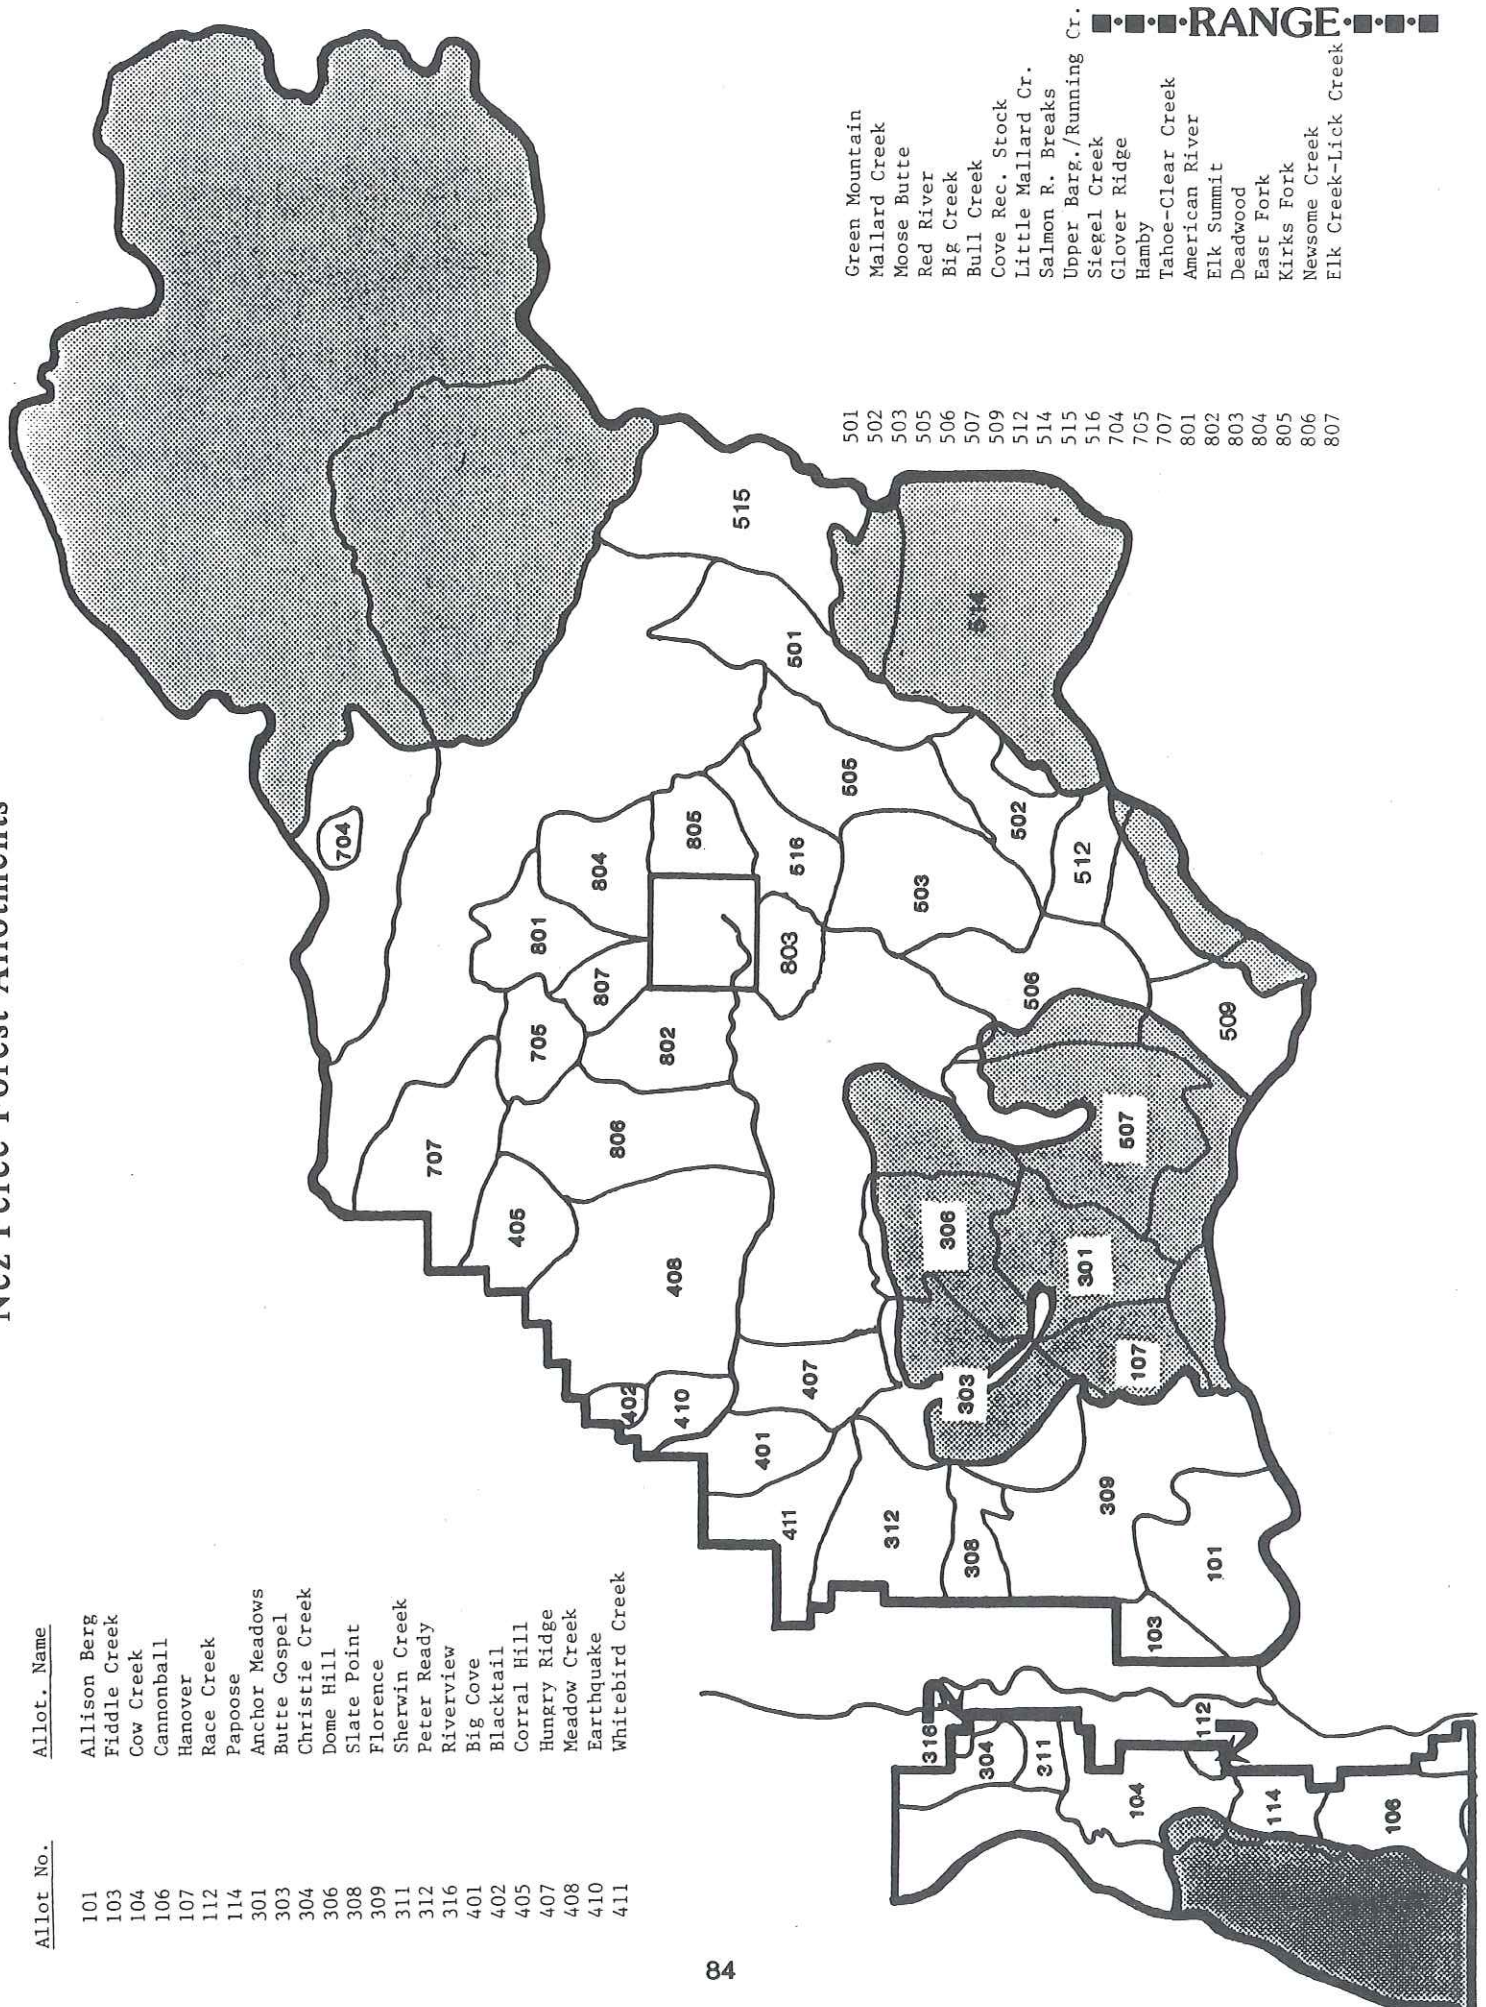 RANGE
Nez Perce Forest Allotments
Allot No. Allot. Name
101 Allison Berg
103 Fiddle Creek
104 Cow Creek
106 Cannonball
107 Hanover
112 Race Creek
114 Papoose
301 Anchor Meadows
303 Butte Gospel
304 Christie Creek
306 Dome Hill
308 Slate Point
309 Florence
311 Sherwin Creek
312 Peter Ready
316 Riverview
401 Big Cove
402 Blacktail
405 Corral Hill
407 Hungry Ridge
408 Meadow Creek
410 Earthquake
411 Whitebird Creek
501 Green Mountain
502 Mallard Creek
503 Moose Butte
505 Red River
506 Big Creek
507 Bull Creek
509 Cove Rec. Stock
512 Little Mallard Cr.
514 Salmon R. Breaks
515 Upper Barg./Running Cr.
516 Siegel Creek
704 Glover Ridge
705 Hamby
707 Tahoe-Clear Creek
801 American River
802 Elk Summit
803 Deadwood
804 East Fork
805 Kirks Fork
806 Newsome Creek
807 Elk Creek-Lick Creek
704
707
705
801
804
807
405
806
802
805
402
410
408
515
401
407
411
803
516
501
312
503
505
316
303
306
308
304
514
502
506
311
309
301
512
104
103
107
507
112
101
509
114
106
84